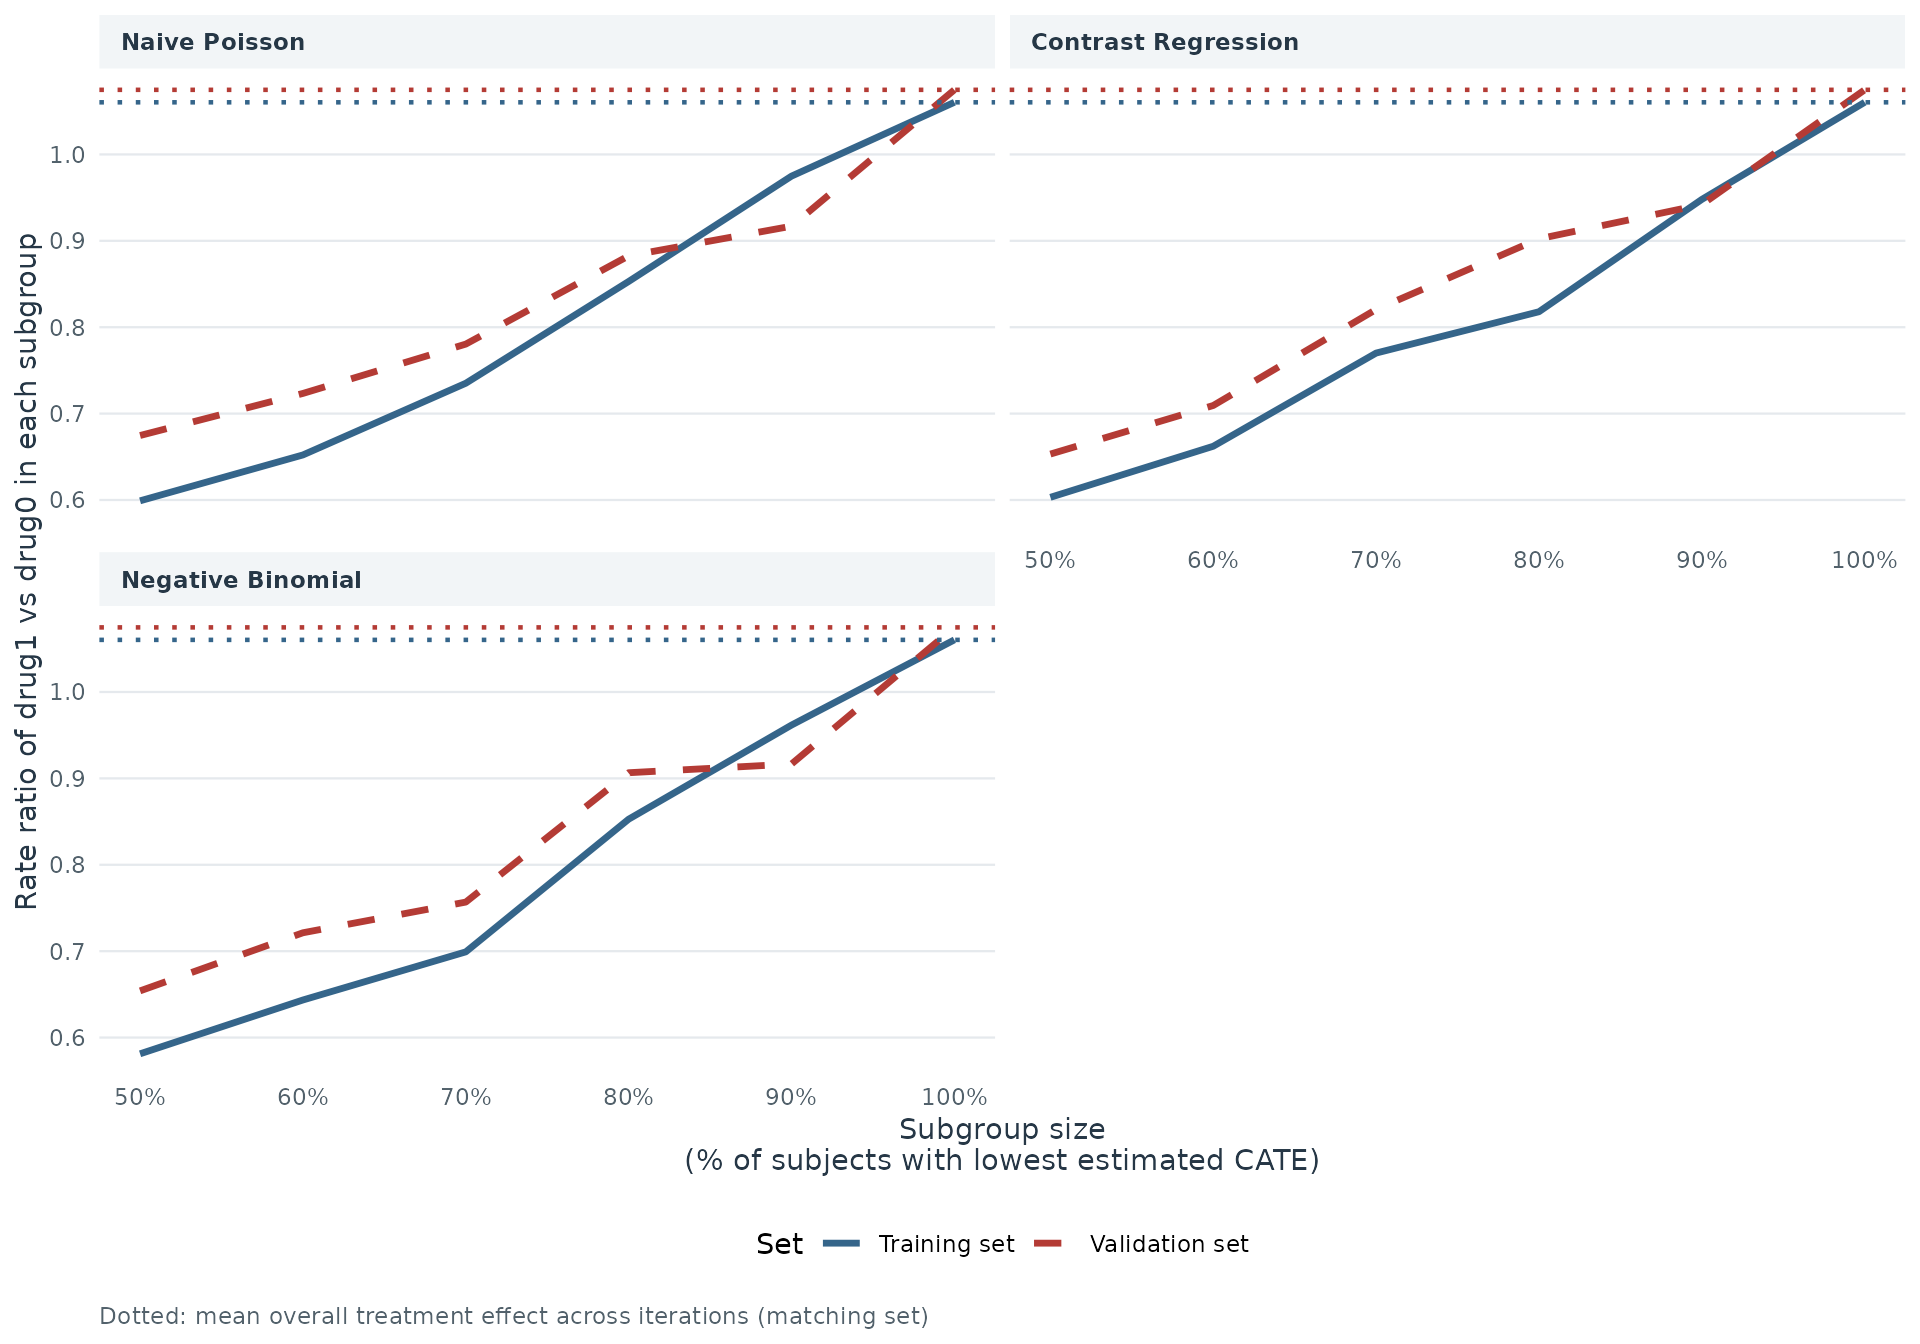 Naive Poisson
Contrast Regression
1.0
0.9
0.8
0.7
0.6
50% 60% 70% 80% 90% 100%
Negative Binomial
1.0
0.9
0.8
0.7
0.6
50% 60% 70% 80% 90% 100%
Rate ratio of drug1 vs drug0 in each subgroup
Subgroup size
(% of subjects with lowest estimated CATE)
Set Training set Validation set
Dotted: mean overall treatment effect across iterations (matching set)